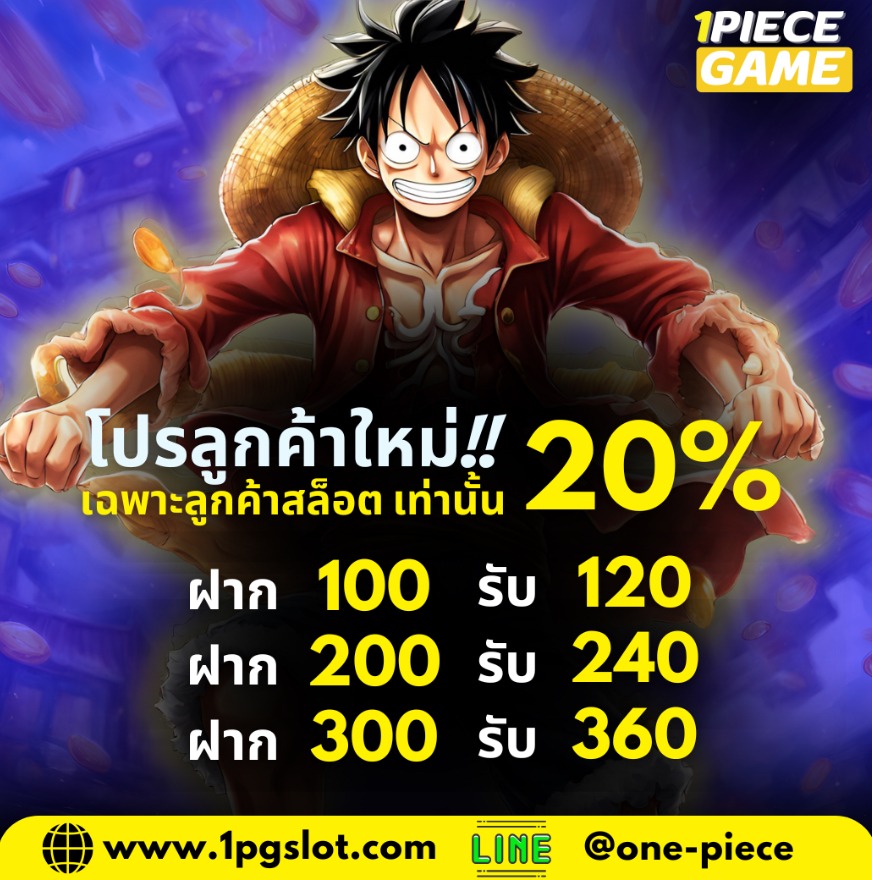 1PIECE
GAME
โปรลูกค้าใหม่!! 20%
เฉพาะลูกค้าสล็อต เท่านั้น
ฝาก 100 รับ 120
ฝาก 200 รับ 240
ฝาก 300 รับ 360
www.1pgslot.com LINE @one-piece